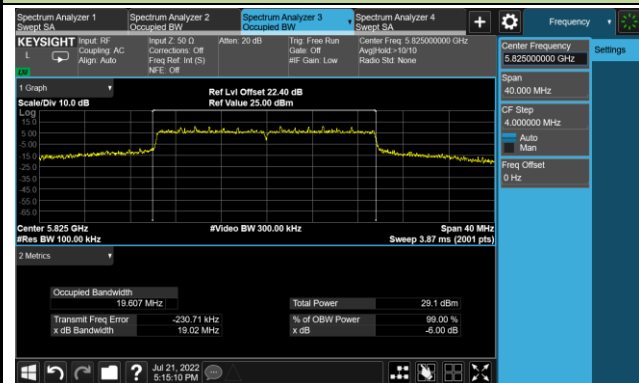 Spectrum Analyzer 1
Swept SA
Spectrum Analyzer 2
Occupied BW
Spectrum Analyzer 3
Occupied BW
Spectrum Analyzer 4
Swept SA
Frequency
KEYSIGHT
L
Input: RF
Coupling: AC
Align: Auto
Input Z: 50 Ω
Corrections: Off
Freq Ref: Int (S)
NFE: Off
Atten: 20 dB
Trig: Free Run
Gate: Off
#IF Gain: Low
Center Freq: 5.825000000 GHz
Avg|Hold:>10/10
Radio Std: None
Center Frequency
5.825000000 GHz
Settings
Span
40.000 MHz
CF Step
4.000000 MHz
Auto
Man
Freq Offset
0 Hz
1 Graph
Scale/Div 10.0 dB
Ref Lvl Offset 22.40 dB
Ref Value 25.00 dBm
Log
15.0
5.00
-5.00
-15.0
-25.0
-35.0
-45.0
-55.0
-65.0
Center 5.825 GHz
#Res BW 100.00 kHz
#Video BW 300.00 kHz
Span 40 MHz
Sweep 3.87 ms (2001 pts)
2 Metrics
Occupied Bandwidth
19.607 MHz
Total Power 29.1 dBm
Transmit Freq Error -230.71 kHz
% of OBW Power 99.00 %
x dB Bandwidth 19.02 MHz
x dB -6.00 dB
Jul 21, 2022
5:15:10 PM